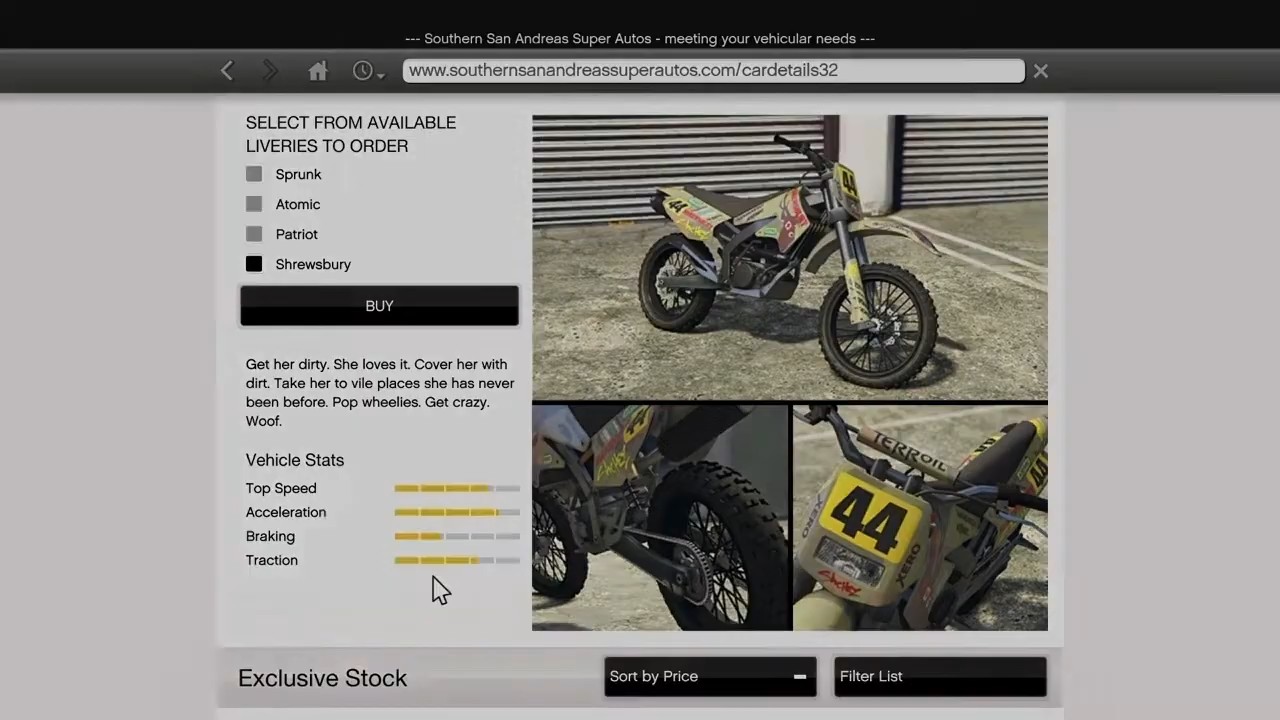 --- Southern San Andreas Super Autos - meeting your vehicular needs ---
www.southernsanandreassuperautos.com/cardetails32
SELECT FROM AVAILABLE
LIVERIES TO ORDER
Sprunk
Atomic
Patriot
Shrewsbury
BUY
Get her dirty. She loves it. Cover her with
dirt. Take her to vile places she has never
been before. Pop wheelies. Get crazy.
Woof.
Vehicle Stats
Top Speed
Acceleration
Braking
Traction
44
44
TERROIL
44
44
XERO
Exclusive Stock
Sort by Price
Filter List